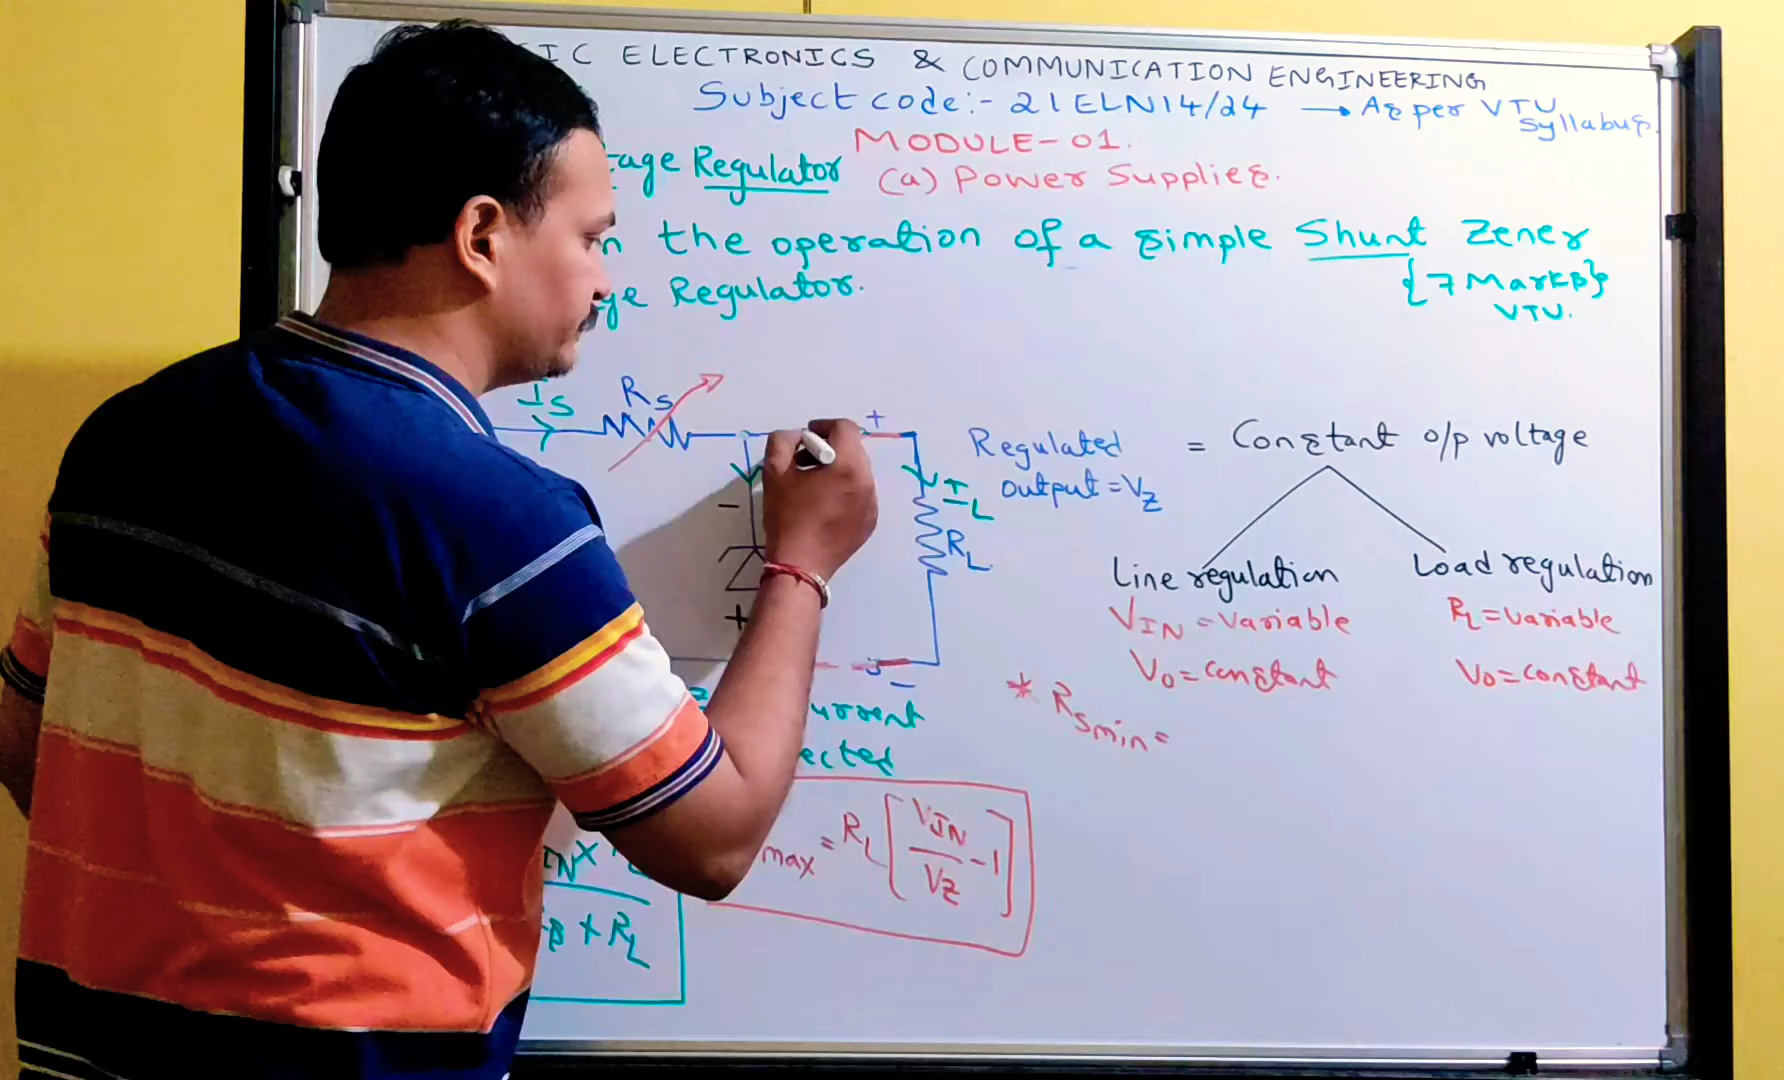 IC ELECTRONICS & COMMUNICATION ENGINEERING
Subject code:- 21ELN14/24 → As per VTU Syllabus.
MODULE-01.
tage Regulator (a) Power Supplies.
n the operation of a simple Shunt Zener
ge Regulator. {7 Marks}
VTU.
Is
Rs
+
Regulated = Constant o/p voltage
output = Vz
IL
-
RL
Line regulation Load regulation
VIN = Variable RL = variable
+
Vo = constant Vo = constant
-
* Rsmin =
urrent
ected
max = RL [VIN/Vz - 1]
INX
+ RL